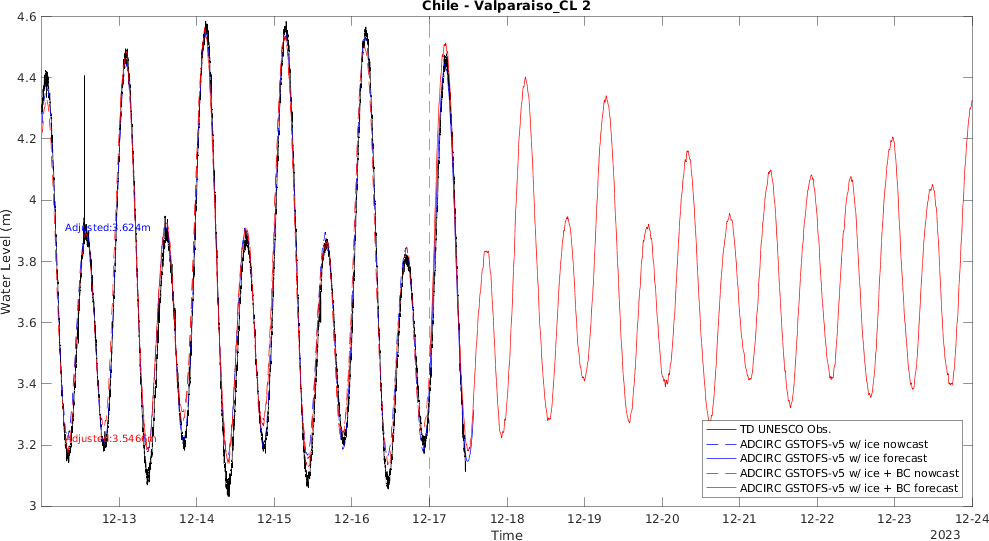 Chile - Valparaiso_CL 2
4.6
4.4
4.2
4
3.8
3.6
3.4
3.2
3
Water Level (m)
Adjusted:3.624m
Adjusted:3.5466m
TD UNESCO Obs.
ADCIRC GSTOFS-v5 w/ ice nowcast
ADCIRC GSTOFS-v5 w/ ice forecast
ADCIRC GSTOFS-v5 w/ ice + BC nowcast
ADCIRC GSTOFS-v5 w/ ice + BC forecast
12-13 12-14 12-15 12-16 12-17 12-18 12-19 12-20 12-21 12-22 12-23 12-24
Time
2023